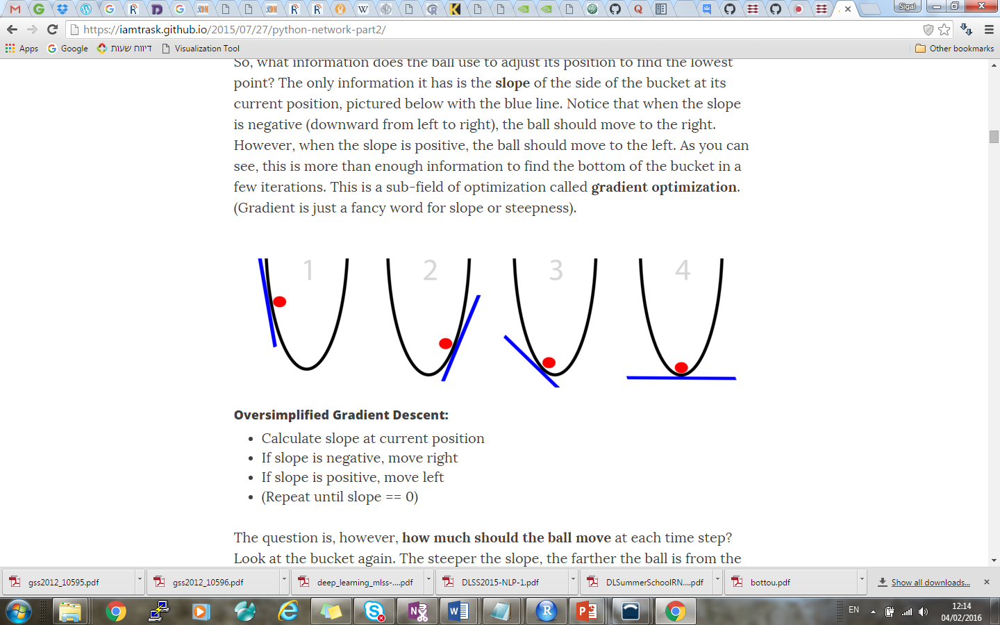 Sigal
https://iamtrask.github.io/2015/07/27/python-network-part2/
Apps Google דיווח שעות Visualization Tool Other bookmarks
So, what information does the ball use to adjust its position to find the lowest
point? The only information it has is the slope of the side of the bucket at its
current position, pictured below with the blue line. Notice that when the slope
is negative (downward from left to right), the ball should move to the right.
However, when the slope is positive, the ball should move to the left. As you can
see, this is more than enough information to find the bottom of the bucket in a
few iterations. This is a sub-field of optimization called gradient optimization.
(Gradient is just a fancy word for slope or steepness).
1 2 3 4
Oversimplified Gradient Descent:
• Calculate slope at current position
• If slope is negative, move right
• If slope is positive, move left
• (Repeat until slope == 0)
The question is, however, how much should the ball move at each time step?
Look at the bucket again. The steeper the slope, the farther the ball is from the
gss2012_10595.pdf gss2012_10596.pdf deep_learning_mlss-....pdf DLSS2015-NLP-1.pdf DLSummerSchoolRN....pdf bottou.pdf Show all downloads...
EN 12:14
04/02/2016